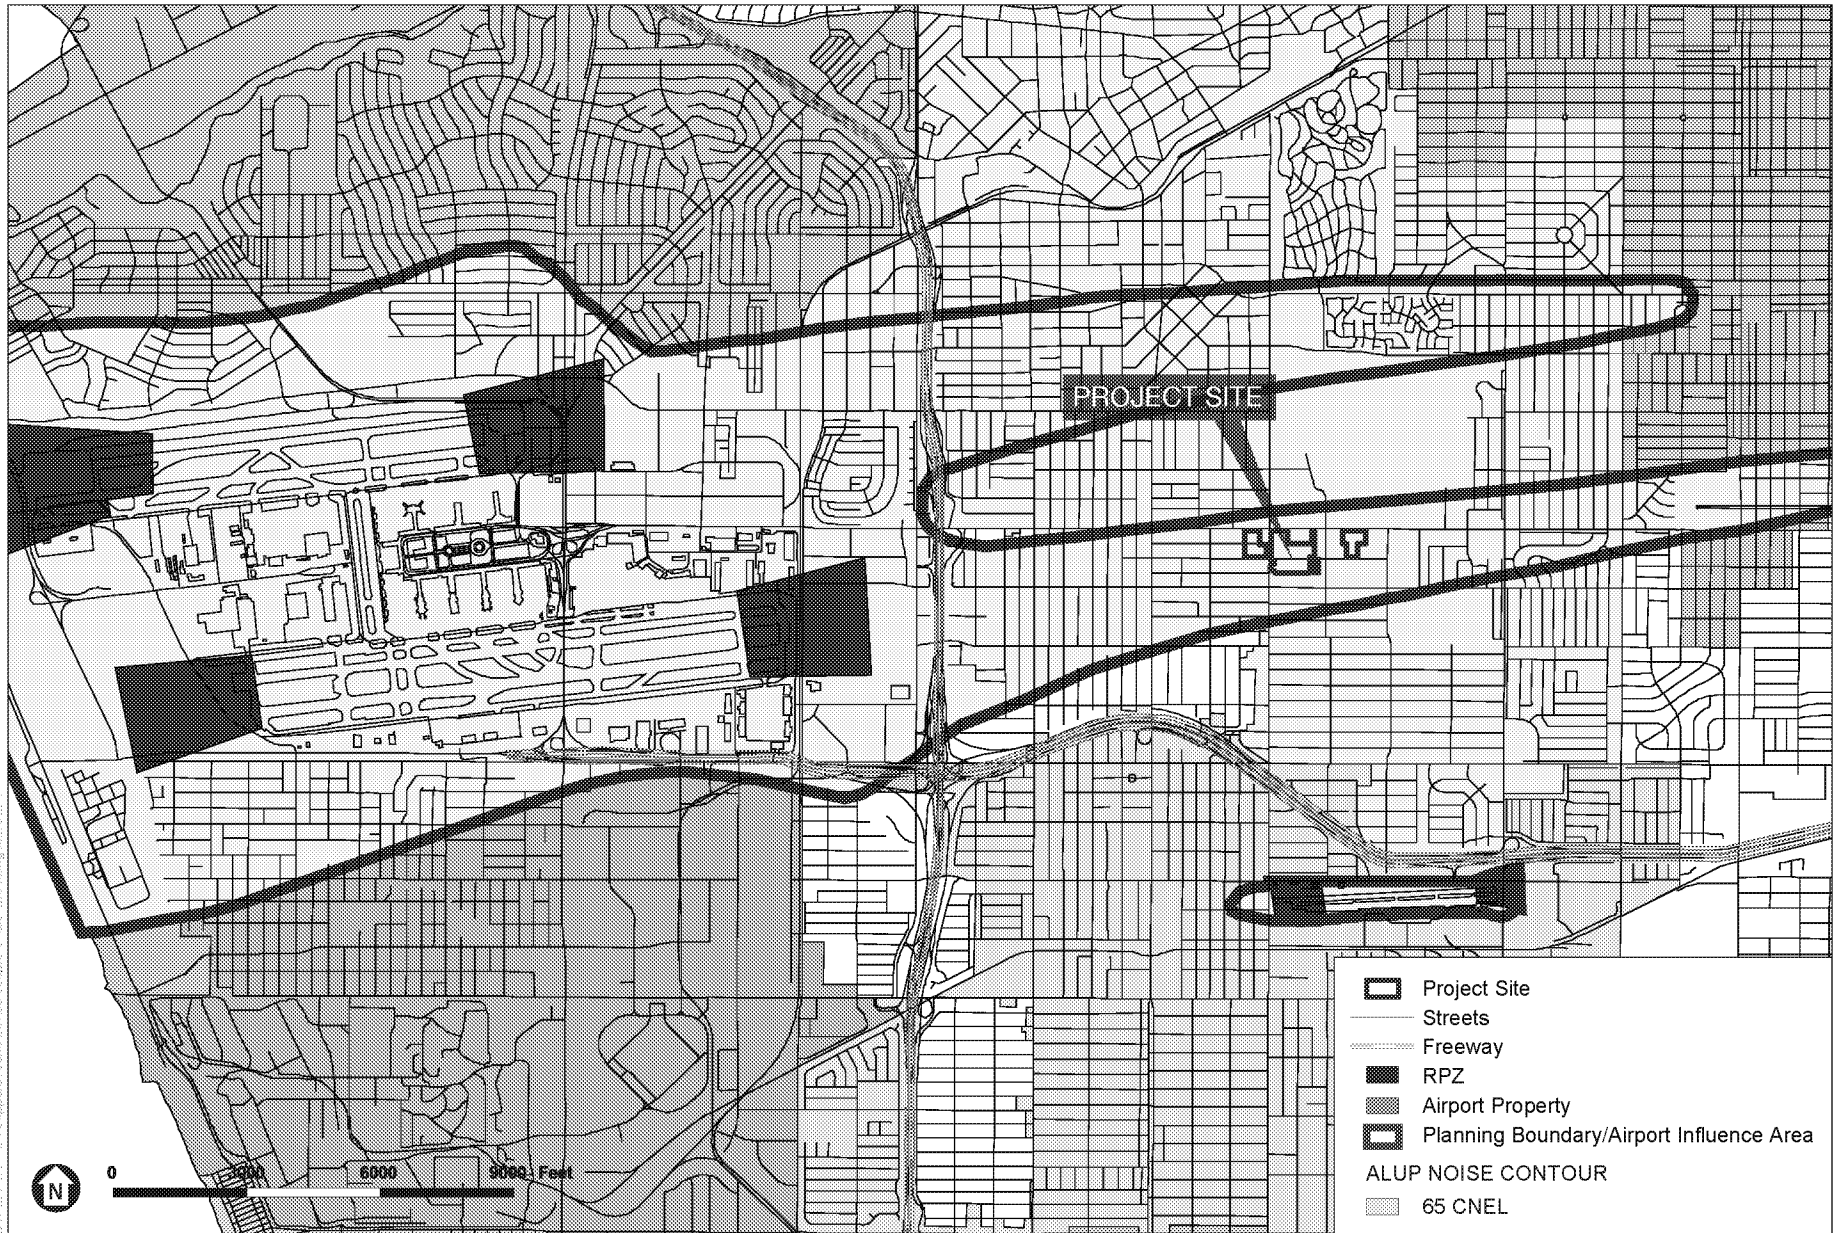 PROJECT SITE
Project Site
Streets
Freeway
RPZ
Airport Property
Planning Boundary/Airport Influence Area
ALUP NOISE CONTOUR
65 CNEL
N
0 3000 6000 9000 Feet